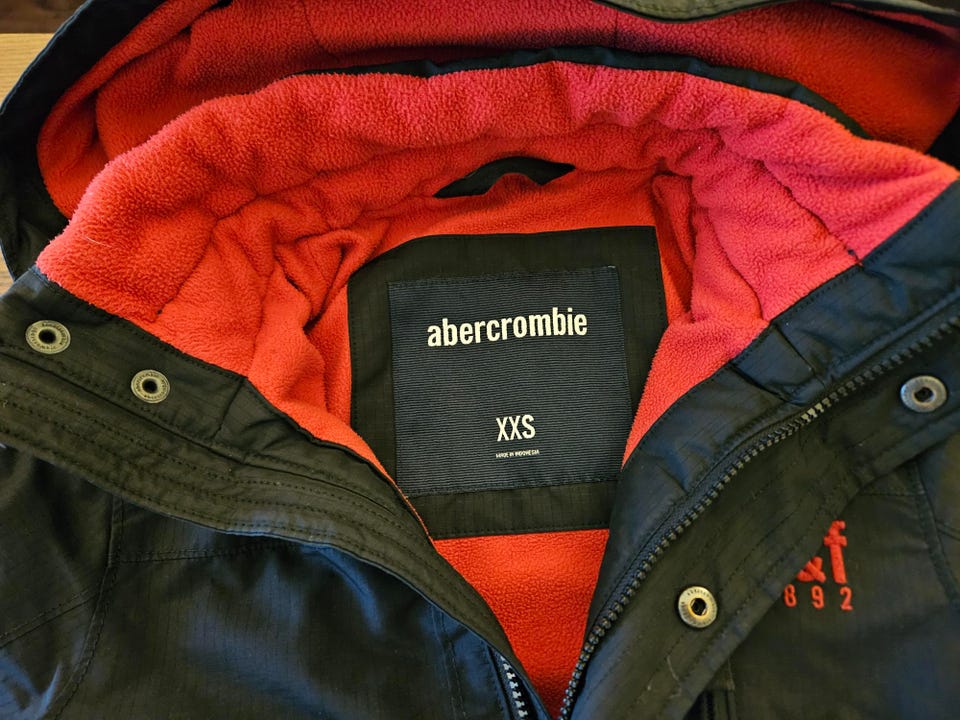 abercrombie
XXS
MADE IN INDONESIA
&f
892